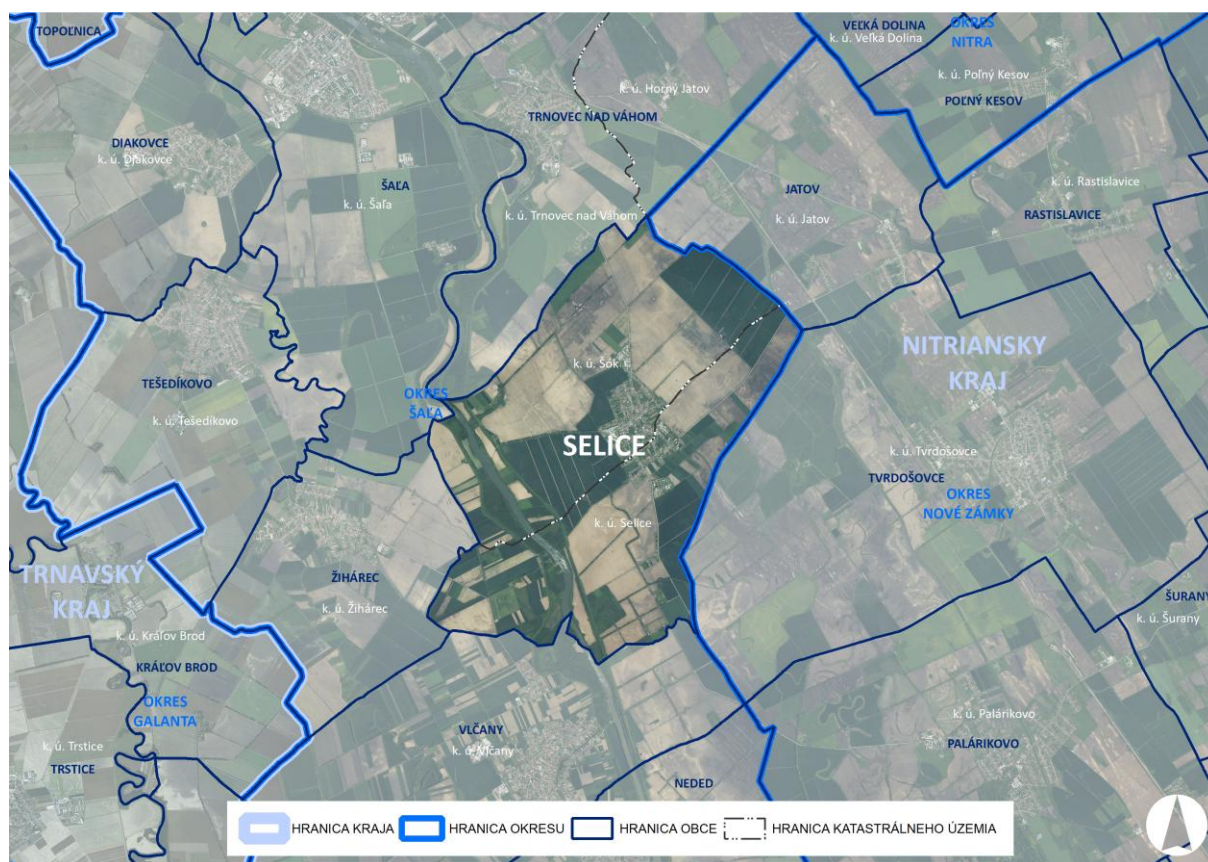 TOPOĽNICA
VEĽKÁ DOLINA
k. ú. Veľká Dolina
OKRES
NITRA
k. ú. Poľný Kesov
POĽNÝ KESOV
k. ú. Horný Jatov
TRNOVEC NAD VÁHOM
DIAKOVCE
k. ú. Diakovce
ŠAĽA
k. ú. Šaľa
k. ú. Trnovec nad Váhom
JATOV
k. ú. Jatov
k. ú. Rastislavice
RASTISLAVICE
NITRIANSKY
KRAJ
TEŠEDÍKOVO
k. ú. Tešedíkovo
OKRES
ŠAĽA
k. ú. Šók
SELICE
k. ú. Selice
k. ú. Tvrdošovce
TVRDOŠOVCE
OKRES
NOVÉ ZÁMKY
TRNAVSKÝ
KRAJ
ŽIHÁREC
k. ú. Žihárec
ŠURANY
k. ú. Šurany
k. ú. Kráľov Brod
KRÁĽOV BROD
OKRES
GALANTA
k. ú. Trstice
TRSTICE
VLČANY
k. ú. Vlčany
NEDED
k. ú. Palárikovo
PALÁRIKOVO
HRANICA KRAJA
HRANICA OKRESU
HRANICA OBCE
HRANICA KATASTRÁLNEHO ÚZEMIA